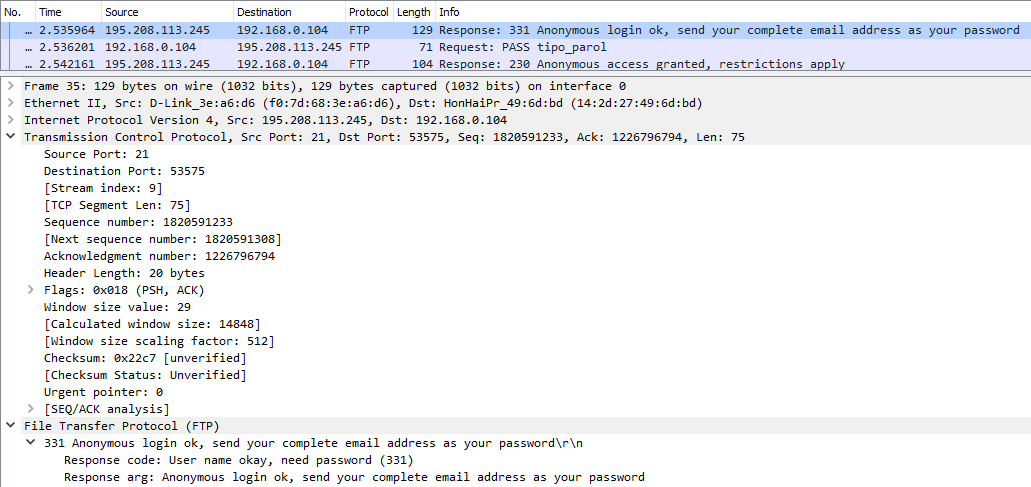 No. Time Source Destination Protocol Length Info
… 2.535964 195.208.113.245 192.168.0.104 FTP 129 Response: 331 Anonymous login ok, send your complete email address as your password
… 2.536201 192.168.0.104 195.208.113.245 FTP 71 Request: PASS tipo_parol
… 2.542161 195.208.113.245 192.168.0.104 FTP 104 Response: 230 Anonymous access granted, restrictions apply
Frame 35: 129 bytes on wire (1032 bits), 129 bytes captured (1032 bits) on interface 0
Ethernet II, Src: D-Link_3e:a6:d6 (f0:7d:68:3e:a6:d6), Dst: HonHaiPr_49:6d:bd (14:2d:27:49:6d:bd)
Internet Protocol Version 4, Src: 195.208.113.245, Dst: 192.168.0.104
Transmission Control Protocol, Src Port: 21, Dst Port: 53575, Seq: 1820591233, Ack: 1226796794, Len: 75
Source Port: 21
Destination Port: 53575
[Stream index: 9]
[TCP Segment Len: 75]
Sequence number: 1820591233
[Next sequence number: 1820591308]
Acknowledgment number: 1226796794
Header Length: 20 bytes
Flags: 0x018 (PSH, ACK)
Window size value: 29
[Calculated window size: 14848]
[Window size scaling factor: 512]
Checksum: 0x22c7 [unverified]
[Checksum Status: Unverified]
Urgent pointer: 0
[SEQ/ACK analysis]
File Transfer Protocol (FTP)
331 Anonymous login ok, send your complete email address as your password\r\n
Response code: User name okay, need password (331)
Response arg: Anonymous login ok, send your complete email address as your password